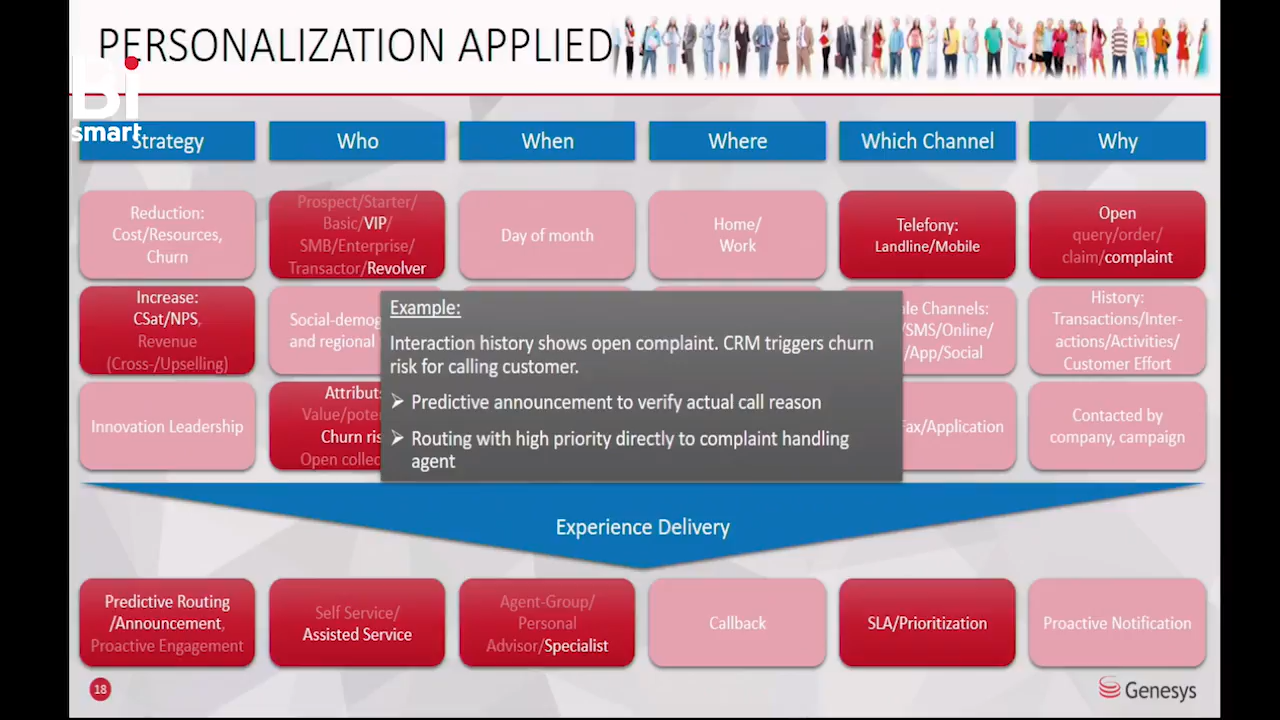 PERSONALIZATION APPLIED
Bi
smart
Strategy
Who
When
Where
Which Channel
Why
Reduction:
Cost/Resources,
Churn
Prospect/Starter/
Basic/VIP/
SMB/Enterprise/
Transactor/Revolver
Day of month
Home/
Work
Telefony:
Landline/Mobile
Open
query/order/
claim/complaint
Increase:
CSat/NPS,
Revenue
(Cross-/Upselling)
Social-demog
and regional
le Channels:
/SMS/Online/
/App/Social
History:
Transactions/Inter-
actions/Activities/
Customer Effort
Innovation Leadership
Attribut
Value/pote
Churn ris
Open collec
Fax/Application
Contacted by
company, campaign
Example:
Interaction history shows open complaint. CRM triggers churn
risk for calling customer.
➢ Predictive announcement to verify actual call reason
➢ Routing with high priority directly to complaint handling
agent
Experience Delivery
Predictive Routing
/Announcement,
Proactive Engagement
Self Service/
Assisted Service
Agent-Group/
Personal
Advisor/Specialist
Callback
SLA/Prioritization
Proactive Notification
18
Genesys